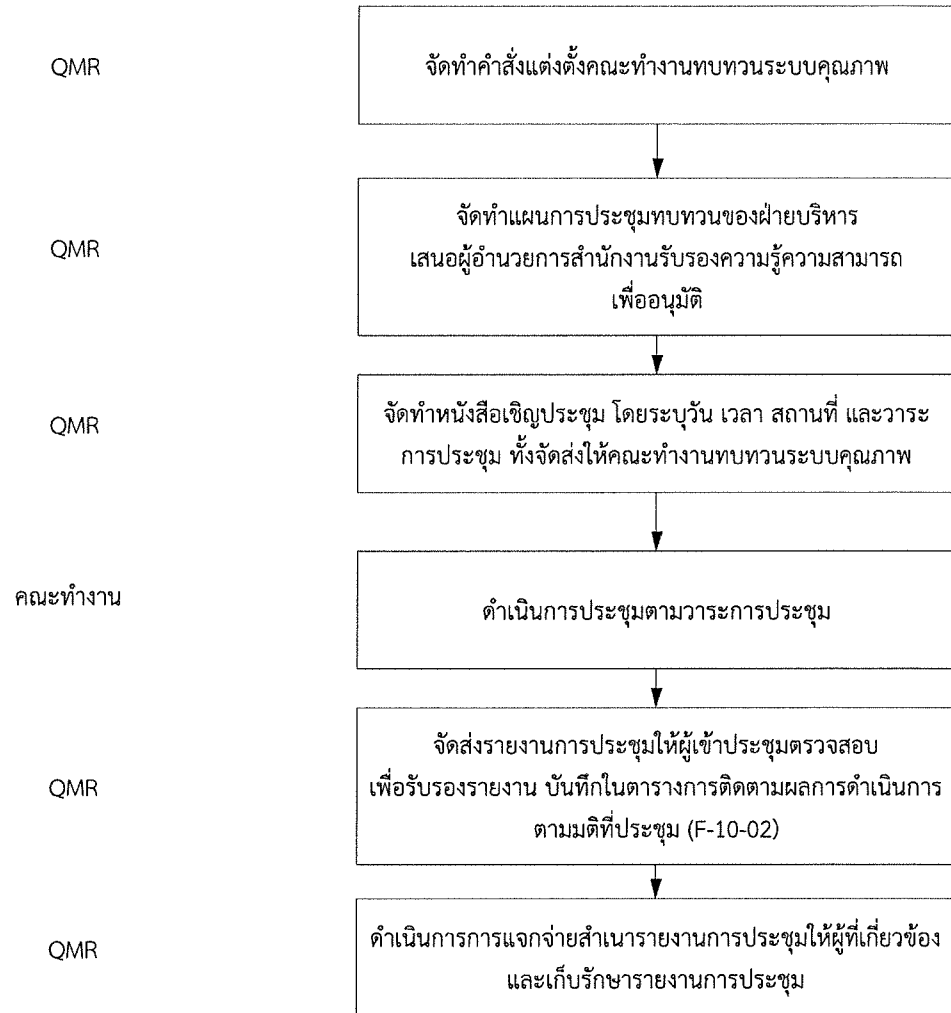 QMR
จัดทำคำสั่งแต่งตั้งคณะทำงานทบทวนระบบคุณภาพ
QMR
จัดทำแผนการประชุมทบทวนของฝ่ายบริหาร
เสนอผู้อำนวยการสำนักงานรับรองความรู้ความสามารถ
เพื่ออนุมัติ
QMR
จัดทำหนังสือเชิญประชุม โดยระบุวัน เวลา สถานที่ และวาระ
การประชุม ทั้งจัดส่งให้คณะทำงานทบทวนระบบคุณภาพ
คณะทำงาน
ดำเนินการประชุมตามวาระการประชุม
QMR
จัดส่งรายงานการประชุมให้ผู้เข้าประชุมตรวจสอบ
เพื่อรับรองรายงาน บันทึกในตารางการติดตามผลการดำเนินการ
ตามมติที่ประชุม (F-10-02)
QMR
ดำเนินการการแจกจ่ายสำเนารายงานการประชุมให้ผู้ที่เกี่ยวข้อง
และเก็บรักษารายงานการประชุม